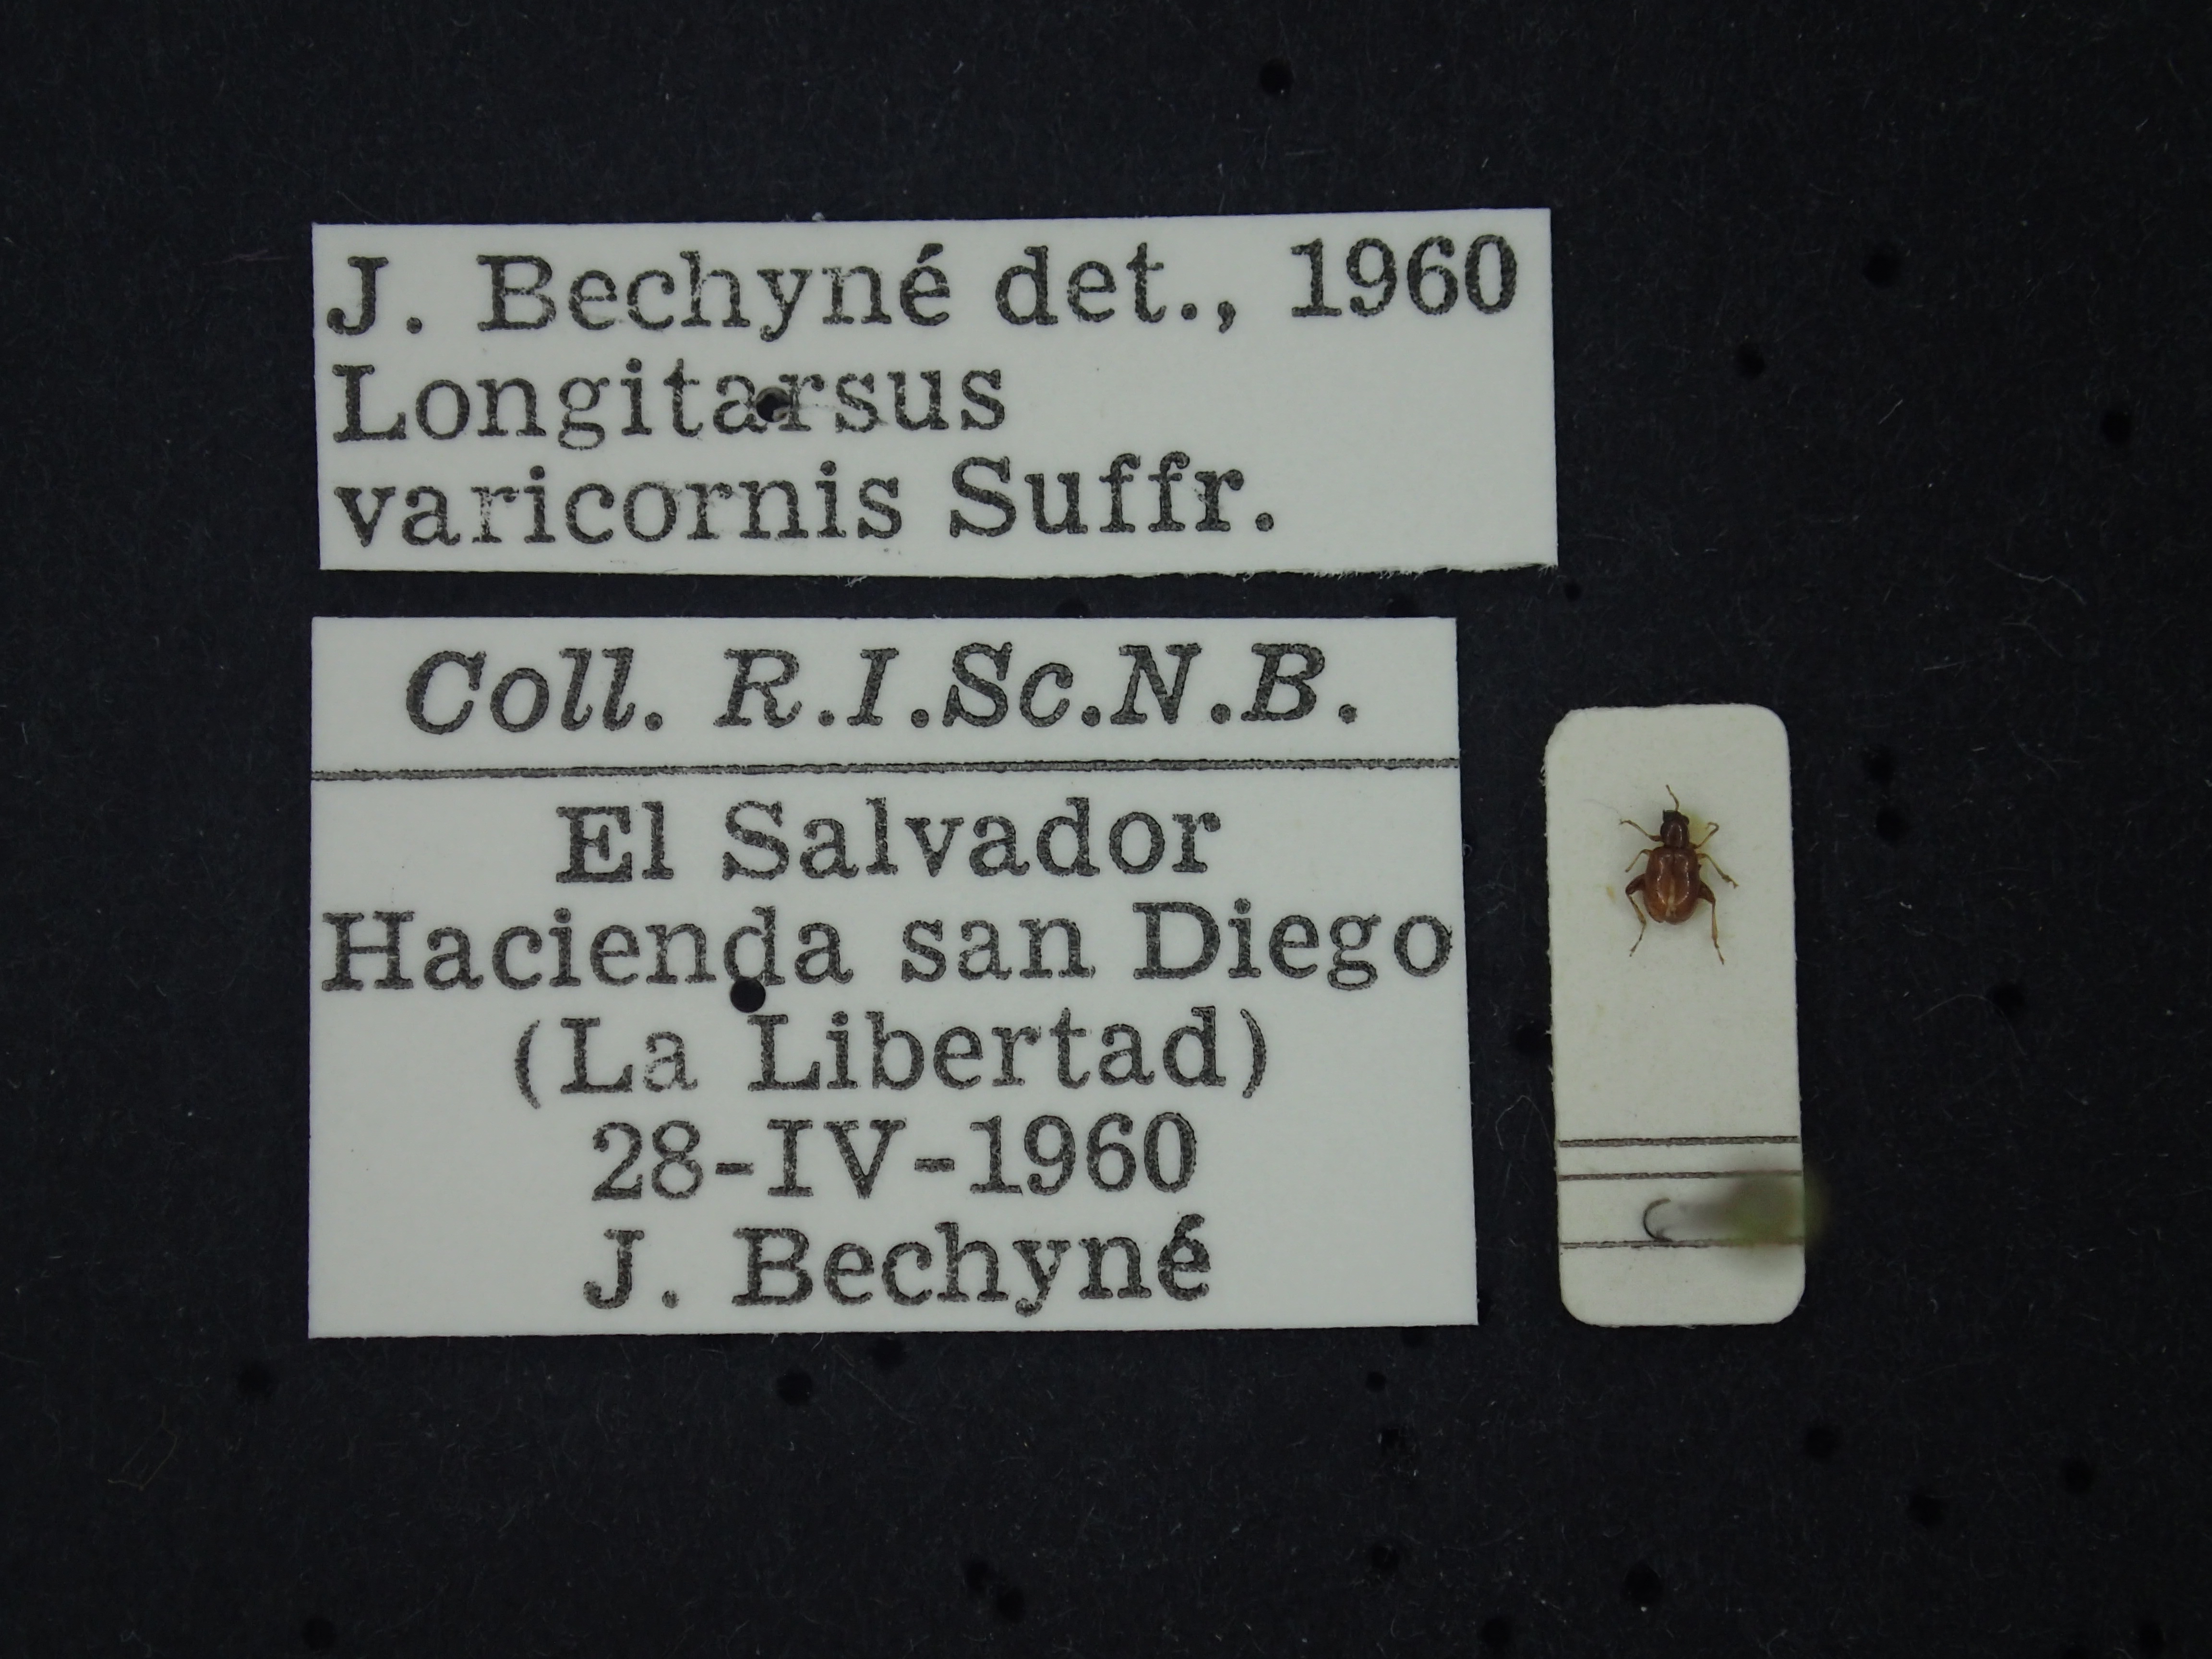 J. Bechyné det., 1960
Longitarsus
varicornis Suffr.
Coll. R.I.Sc.N.B.
El Salvador
Hacienda san Diego
(La Libertad)
28-IV-1960
J. Bechyné